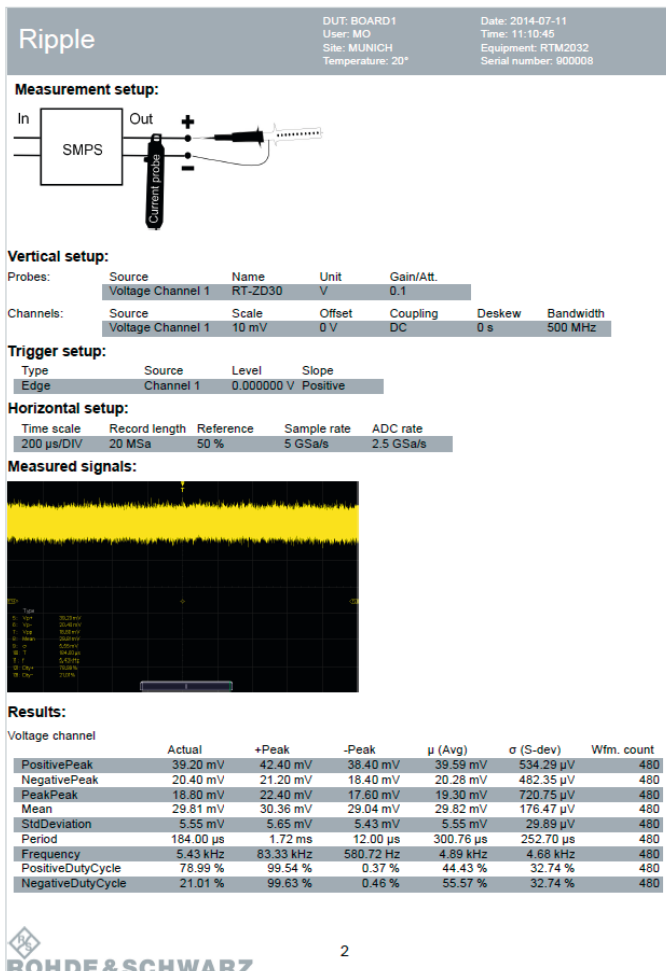 Ripple
DUT: BOARD1
User: MO
Site: MUNICH
Temperature: 20°
Date: 2014-07-11
Time: 11:10:45
Equipment: RTM2032
Serial number: 900008
Measurement setup:
In
Out
+
SMPS
−
Current probe
Vertical setup:
Probes: Source Name Unit Gain/Att.
Voltage Channel 1 RT-ZD30 V 0.1
Channels: Source Scale Offset Coupling Deskew Bandwidth
Voltage Channel 1 10 mV 0 V DC 0 s 500 MHz
Trigger setup:
Type Source Level Slope
Edge Channel 1 0.000000 V Positive
Horizontal setup:
Time scale Record length Reference Sample rate ADC rate
200 µs/DIV 20 MSa 50 % 5 GSa/s 2.5 GSa/s
Measured signals:
T
Type
Results:
Voltage channel
Actual +Peak -Peak µ (Avg) σ (S-dev) Wfm. count
PositivePeak 39.20 mV 42.40 mV 38.40 mV 39.59 mV 534.29 µV 480
NegativePeak 20.40 mV 21.20 mV 18.40 mV 20.28 mV 482.35 µV 480
PeakPeak 18.80 mV 22.40 mV 17.60 mV 19.30 mV 720.75 µV 480
Mean 29.81 mV 30.36 mV 29.04 mV 29.82 mV 176.47 µV 480
StdDeviation 5.55 mV 5.65 mV 5.43 mV 5.55 mV 29.89 µV 480
Period 184.00 µs 1.72 ms 12.00 µs 300.76 µs 252.70 µs 480
Frequency 5.43 kHz 83.33 kHz 580.72 Hz 4.89 kHz 4.68 kHz 480
PositiveDutyCycle 78.99 % 99.54 % 0.37 % 44.43 % 32.74 % 480
NegativeDutyCycle 21.01 % 99.63 % 0.46 % 55.57 % 32.74 % 480
R S
2
ROHDE & SCHWARZ